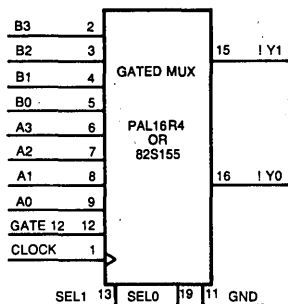 B3 2
B2 3
B1 4
B0 5
A3 6
A2 7
A1 8
A0 9
GATE 12 12
CLOCK 1
GATED MUX
PAL16R4
OR
82S155
15 ! Y1
16 ! Y0
SEL1 13 SEL0 19 11 GND